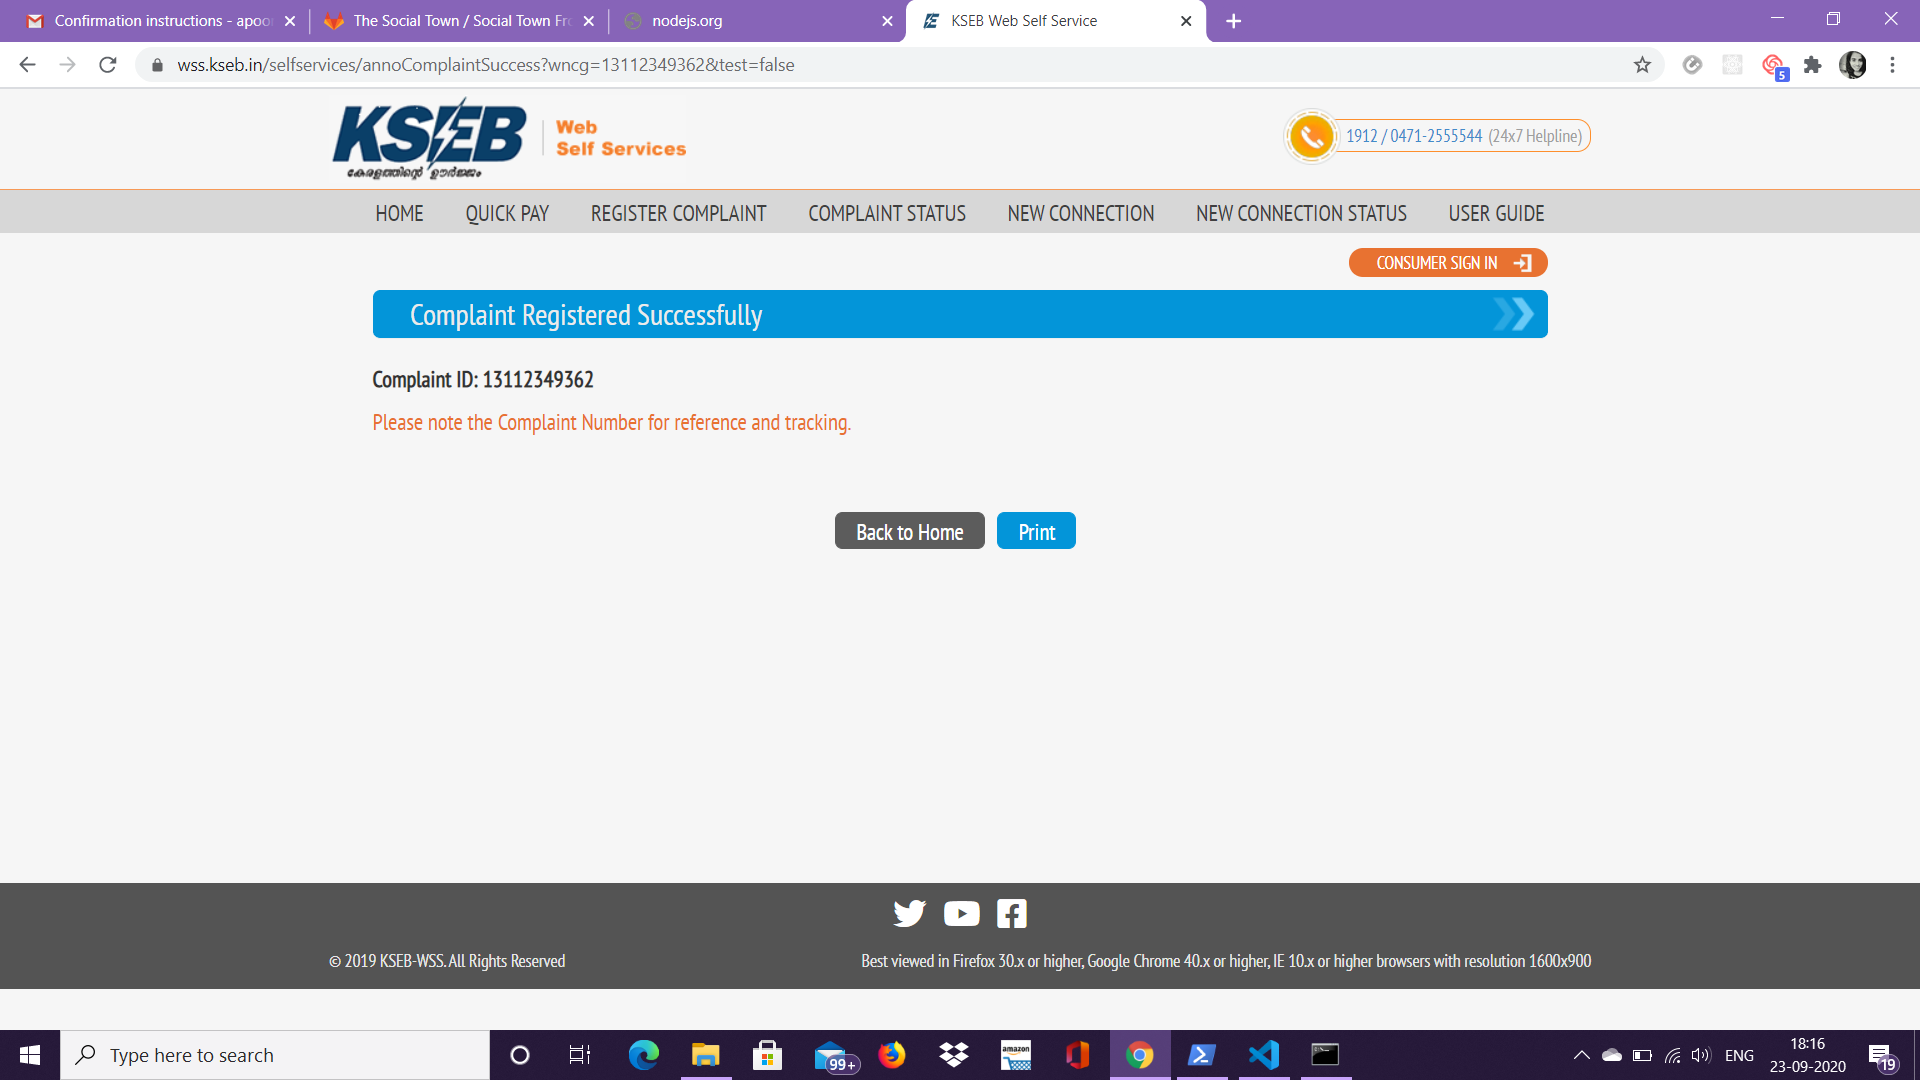 Confirmation instructions - apoo
The Social Town / Social Town Fro
nodejs.org
KSEB Web Self Service
wss.kseb.in/selfservices/annoComplaintSuccess?wncg=13112349362&test=false
5
KSEB
കേരളത്തിന്റെ ഊർജ്ജം
Web
Self Services
1912 / 0471-2555544 (24x7 Helpline)
HOME QUICK PAY REGISTER COMPLAINT COMPLAINT STATUS NEW CONNECTION NEW CONNECTION STATUS USER GUIDE
CONSUMER SIGN IN
Complaint Registered Successfully
Complaint ID: 13112349362
Please note the Complaint Number for reference and tracking.
Back to Home
Print
© 2019 KSEB-WSS. All Rights Reserved
Best viewed in Firefox 30.x or higher, Google Chrome 40.x or higher, IE 10.x or higher browsers with resolution 1600x900
Type here to search
99+
amazon
ENG
18:16
23-09-2020
19